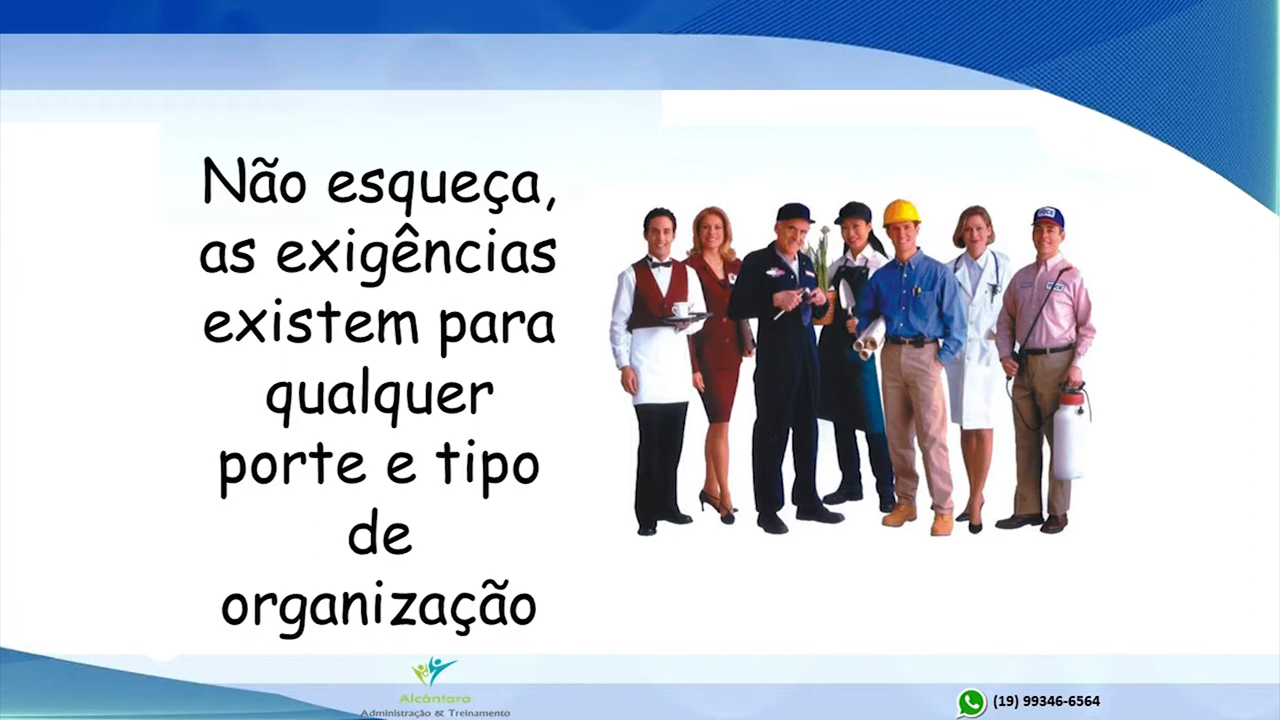 Não esqueça,
as exigências
existem para
qualquer
porte e tipo
de
organização
Alcântara
Administração & Treinamento
(19) 99346-6564